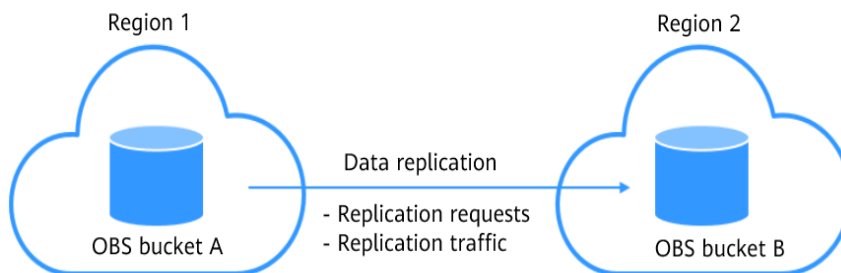 Region 1
Region 2
Data replication
- Replication requests
- Replication traffic
OBS bucket A
OBS bucket B